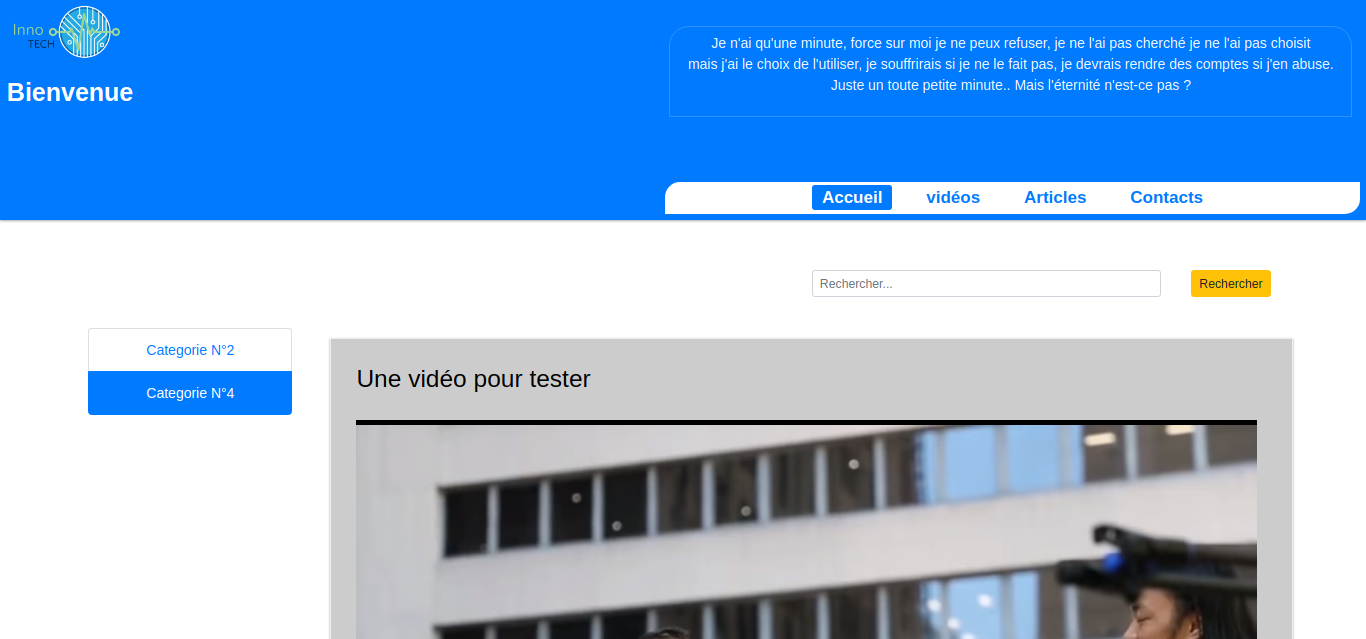 Inno
TECH
Bienvenue
Je n'ai qu'une minute, force sur moi je ne peux refuser, je ne l'ai pas cherché je ne l'ai pas choisit
mais j'ai le choix de l'utiliser, je souffrirais si je ne le fait pas, je devrais rendre des comptes si j'en abuse.
Juste un toute petite minute.. Mais l'éternité n'est-ce pas ?
Accueil vidéos Articles Contacts
Rechercher... Rechercher
Categorie N°2
Categorie N°4
Une vidéo pour tester